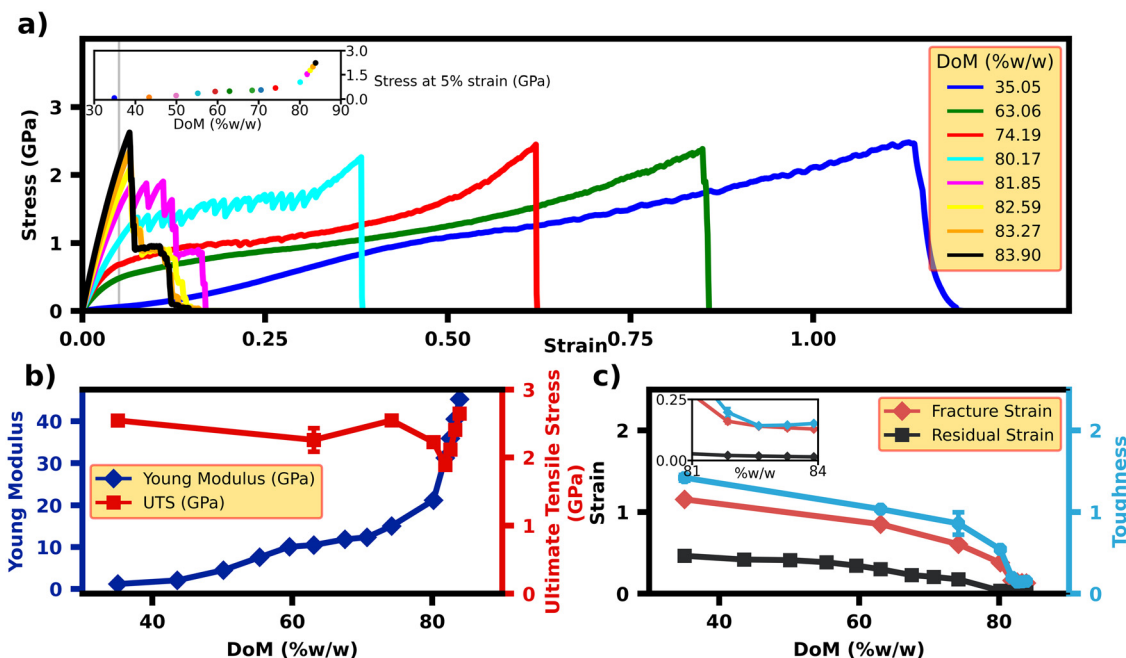 a)
3.0
1.5
0.0
Stress at 5% strain (GPa)
30 40 50 60 70 80 90
DoM (%w/w)
DoM (%w/w)
35.05
63.06
74.19
80.17
81.85
82.59
83.27
83.90
Stress (GPa)
3
2
1
0
0.00 0.25 0.50 0.75 1.00
Strain
b)
Young Modulus
40
30
20
10
0
Young Modulus (GPa)
UTS (GPa)
3
2
1
0
Ultimate Tensile Stress
(GPa)
40 60 80
DoM (%w/w)
c)
0.25
0.00
81 84
%w/w
Fracture Strain
Residual Strain
Strain
2
1
0
2
1
0
Toughness
40 60 80
DoM (%w/w)